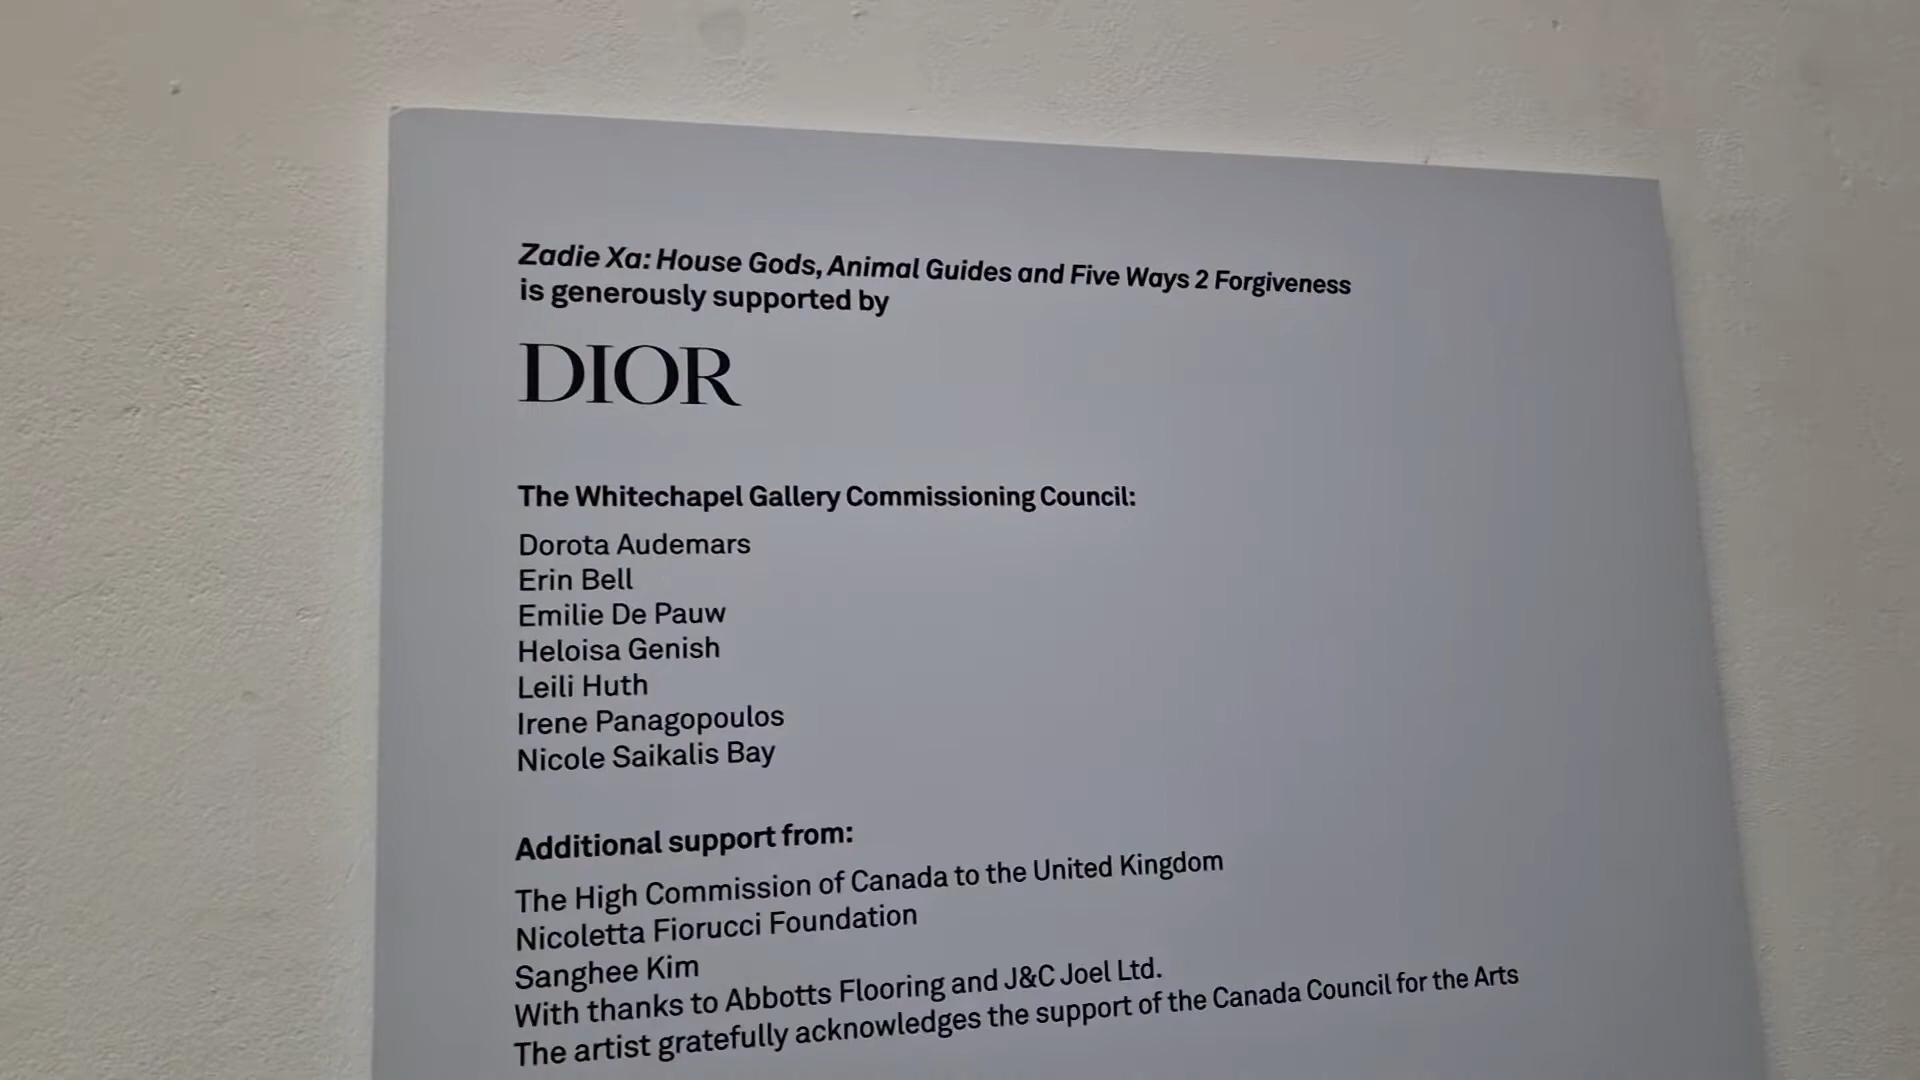 Zadie Xa: House Gods, Animal Guides and Five Ways 2 Forgiveness
is generously supported by
DIOR
The Whitechapel Gallery Commissioning Council:
Dorota Audemars
Erin Bell
Emilie De Pauw
Heloisa Genish
Leili Huth
Irene Panagopoulos
Nicole Saikalis Bay
Additional support from:
The High Commission of Canada to the United Kingdom
Nicoletta Fiorucci Foundation
Sanghee Kim
With thanks to Abbotts Flooring and J&C Joel Ltd.
The artist gratefully acknowledges the support of the Canada Council for the Arts